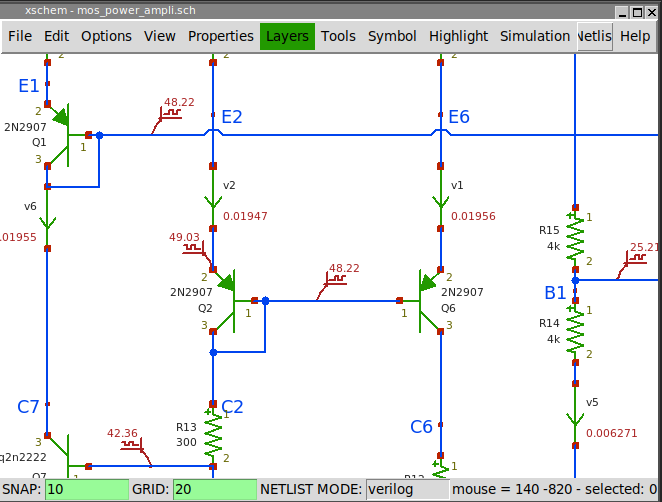 xschem - mos_power_ampli.sch
File Edit Options View Properties Layers Tools Symbol Highlight Simulation Netlis Help
2 2 2
E1
2
48.22
E2
E6
2N2907
Q1
1
3
v6
v2
v1
0.01947
0.01956
.01955
49.03
R15
1
4k
2
25.21
48.22
2
2
2N2907
Q2
1
1
2N2907
Q6
3
3
B1
1
R14
4k
2
C7
C2
1
C6
R13
300
2
v5
0.006271
42.36
3
q2n2222
1
SNAP: 10 GRID: 20 NETLIST MODE: verilog mouse = 140 -820 - selected: 0